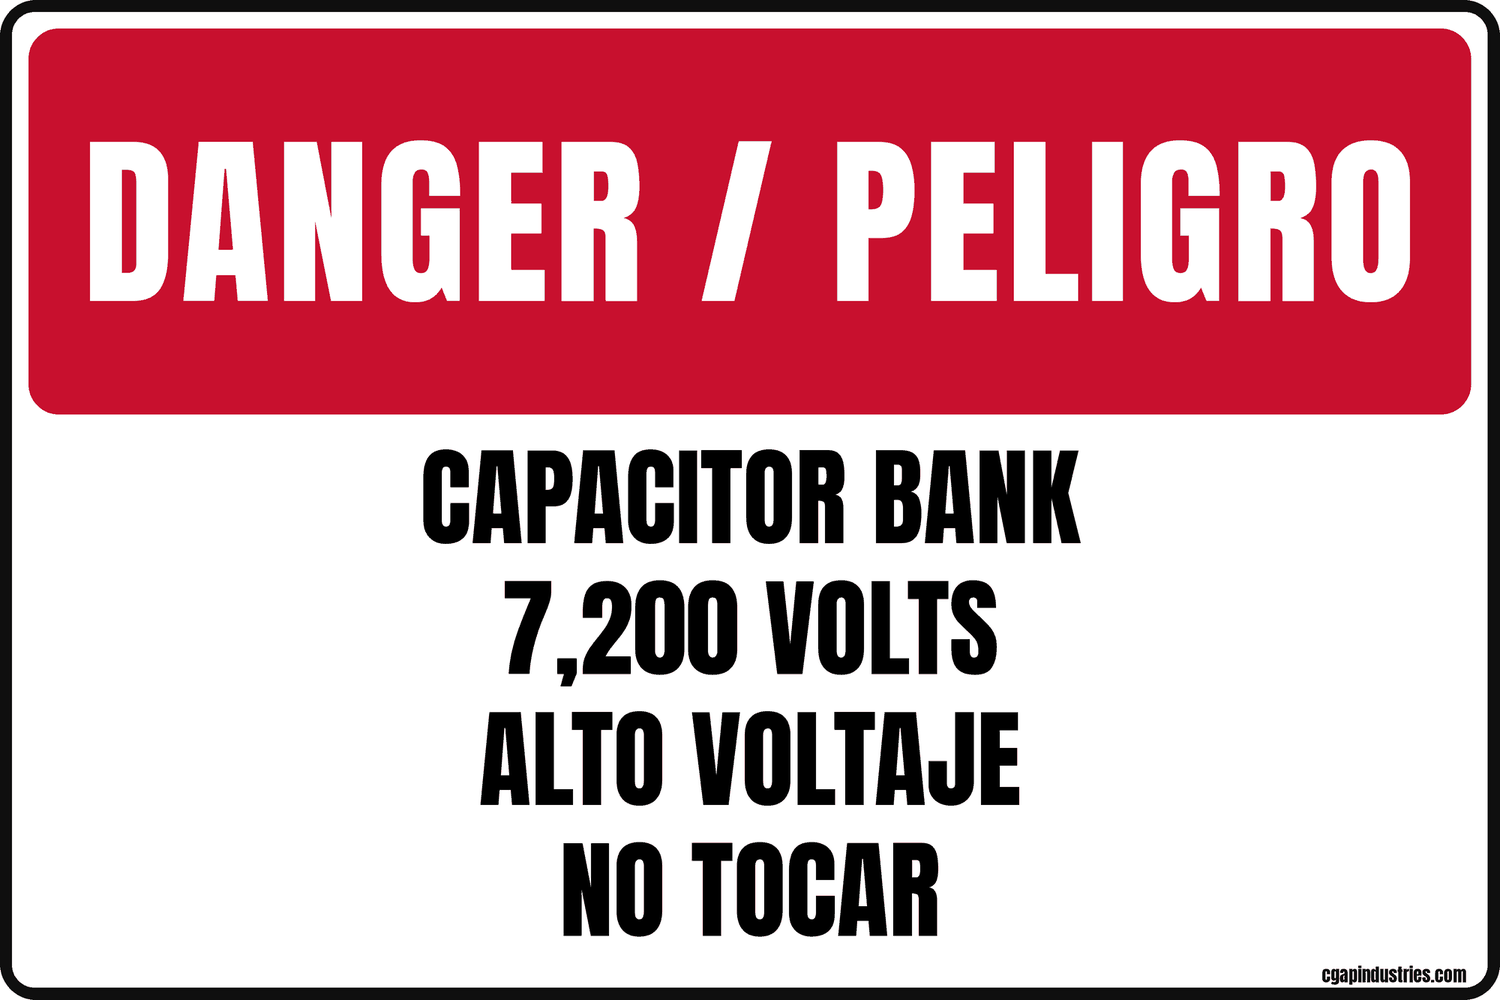 DANGER / PELIGRO
CAPACITOR BANK
7,200 VOLTS
ALTO VOLTAJE
NO TOCAR
cgapindustries.com